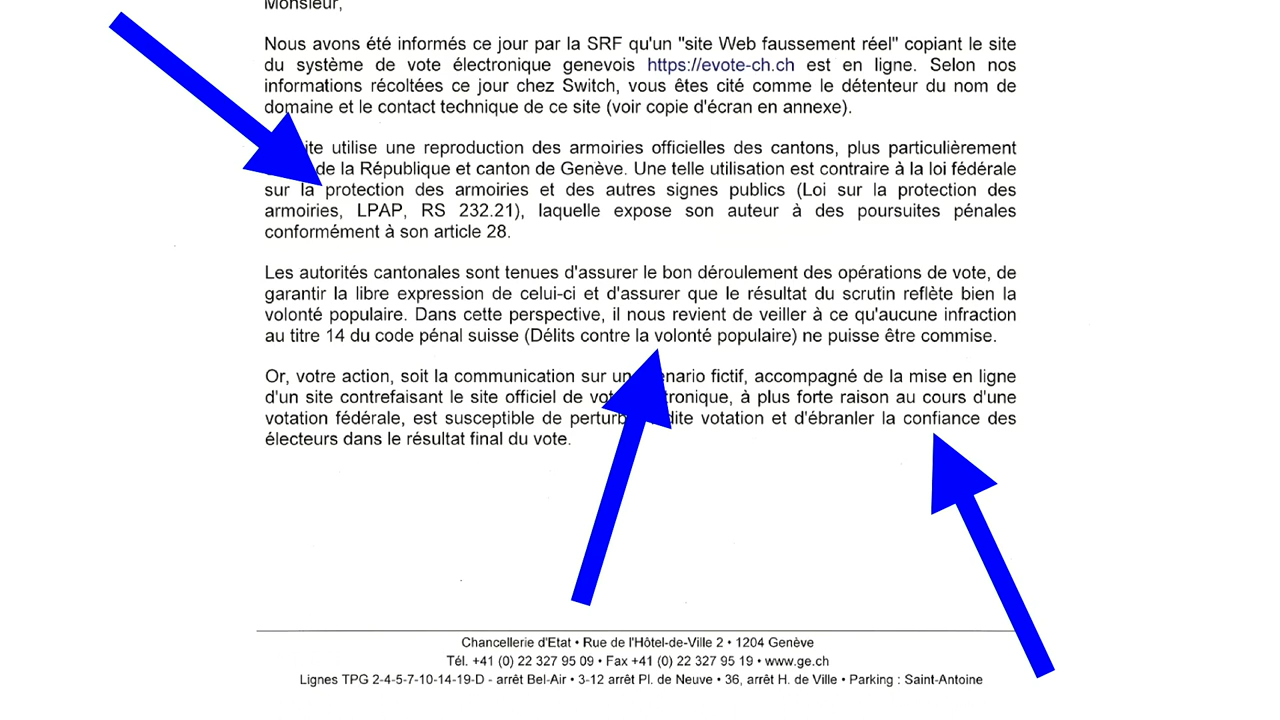 Monsieur,
Nous avons été informés ce jour par la SRF qu'un "site Web faussement réel" copiant le site
du système de vote électronique genevois https://evote-ch.ch est en ligne. Selon nos
informations récoltées ce jour chez Switch, vous êtes cité comme le détenteur du nom de
domaine et le contact technique de ce site (voir copie d'écran en annexe).
utilise une reproduction des armoiries officielles des cantons, plus particulièrement
de la République et canton de Genève. Une telle utilisation est contraire à la loi fédérale
sur la protection des armoiries et des autres signes publics (Loi sur la protection des
armoiries, LPAP, RS 232.21), laquelle expose son auteur à des poursuites pénales
conformément à son article 28.
Les autorités cantonales sont tenues d'assurer le bon déroulement des opérations de vote, de
garantir la libre expression de celui-ci et d'assurer que le résultat du scrutin reflète bien la
volonté populaire. Dans cette perspective, il nous revient de veiller à ce qu'aucune infraction
au titre 14 du code pénal suisse (Délits contre la volonté populaire) ne puisse être commise.
Or, votre action, soit la communication sur un fictif, accompagné de la mise en ligne
d'un site contrefaisant le site officiel de à plus forte raison au cours d'une
votation fédérale, est susceptible de votation et d'ébranler la confiance des
électeurs dans le résultat final du vote.
Chancellerie d'Etat • Rue de l'Hôtel-de-Ville 2 • 1204 Genève
Tél. +41 (0) 22 327 95 09 • Fax +41 (0) 22 327 95 19 • www.ge.ch
Lignes TPG 2-4-5-7-10-14-19-D - arrêt Bel-Air • 3-12 arrêt Pl. de Neuve • 36, arrêt H. de Ville • Parking : Saint-Antoine